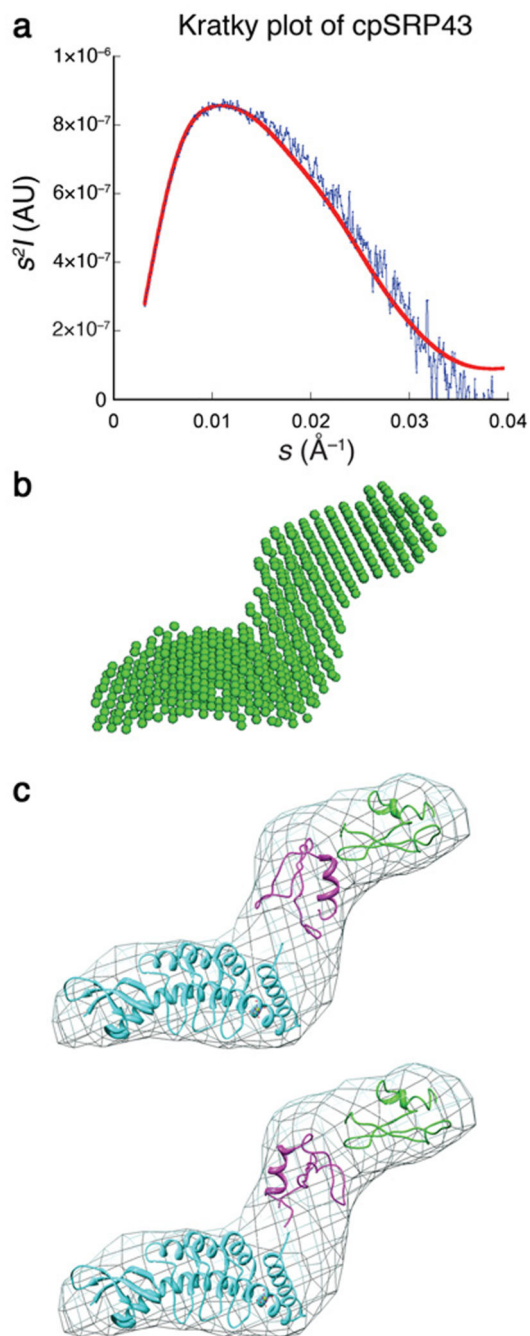 a
Kratky plot of cpSRP43
1×10⁻⁶
8×10⁻⁷
6×10⁻⁷
4×10⁻⁷
2×10⁻⁷
0
s²I (AU)
0 0.01 0.02 0.03 0.04
s (Å⁻¹)
b
c